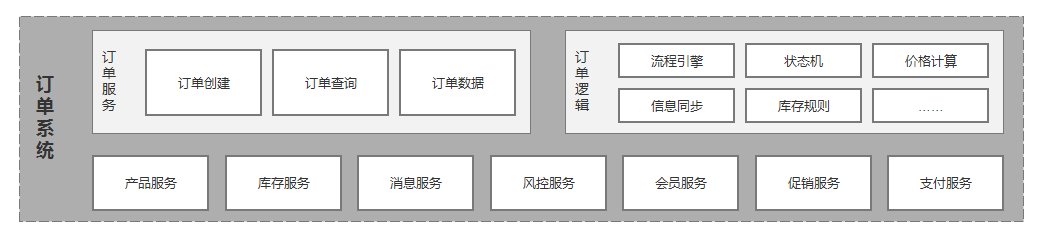 订单系统
订单服务
订单创建
订单查询
订单数据
订单逻辑
流程引擎
状态机
价格计算
信息同步
库存规则
……
产品服务
库存服务
消息服务
风控服务
会员服务
促销服务
支付服务